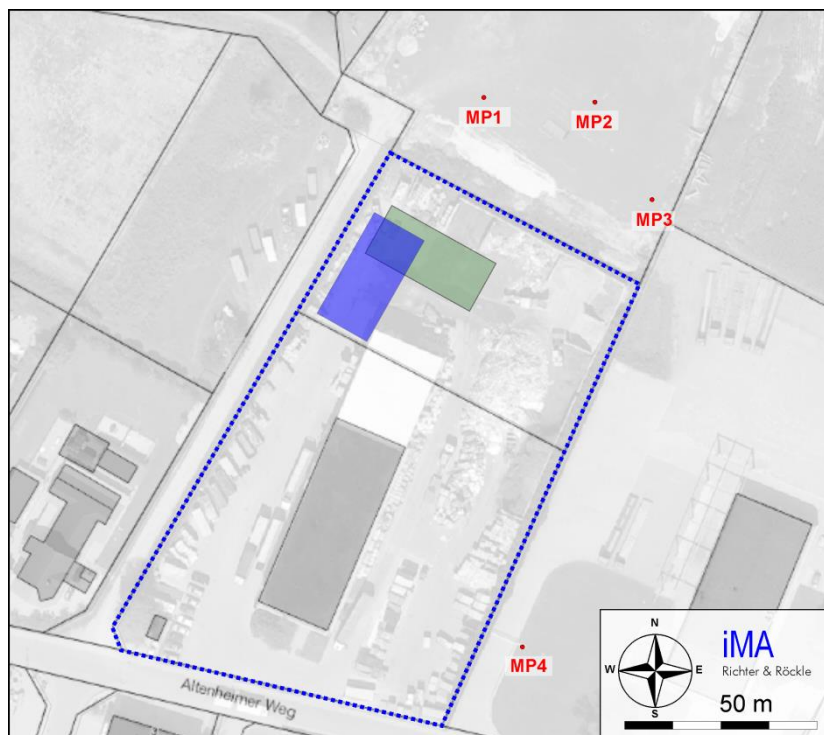 MP1
MP2
MP3
MP4
Altenheimer Weg
N
W
E
S
iMA
Richter & Röckle
50 m